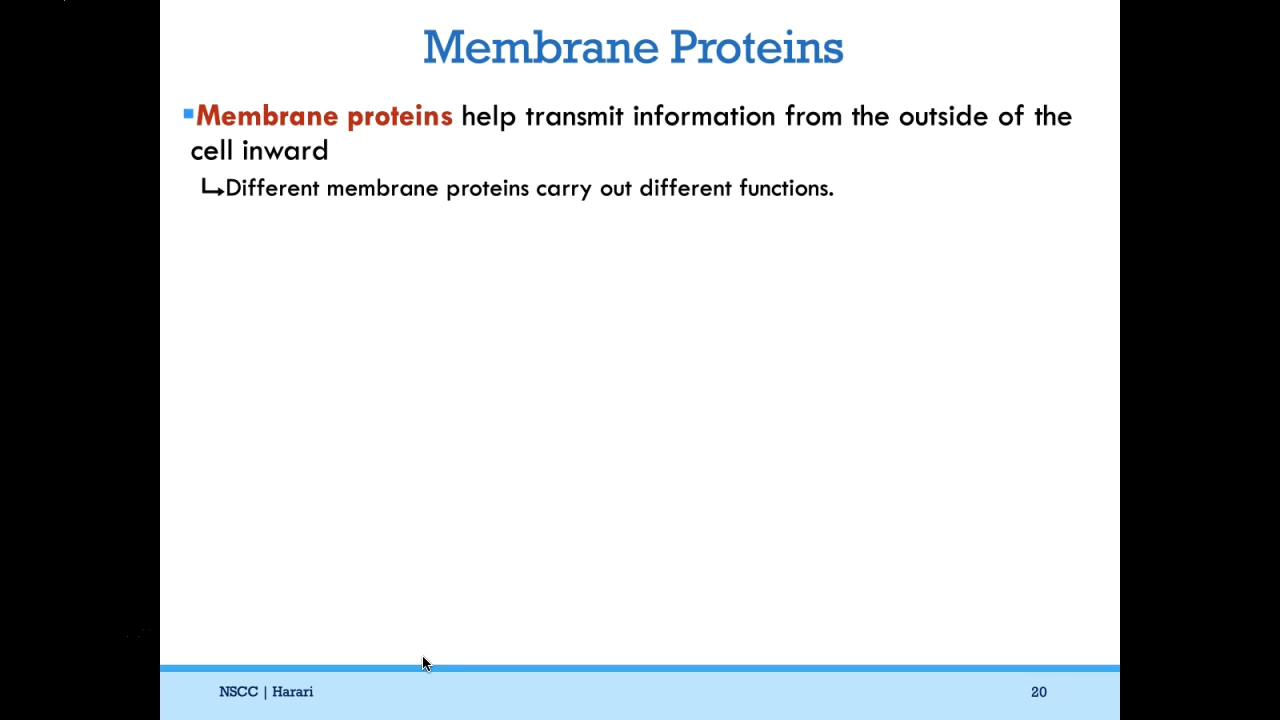 Membrane Proteins
▪Membrane proteins help transmit information from the outside of the
cell inward
↳Different membrane proteins carry out different functions.
NSCC | Harari
20